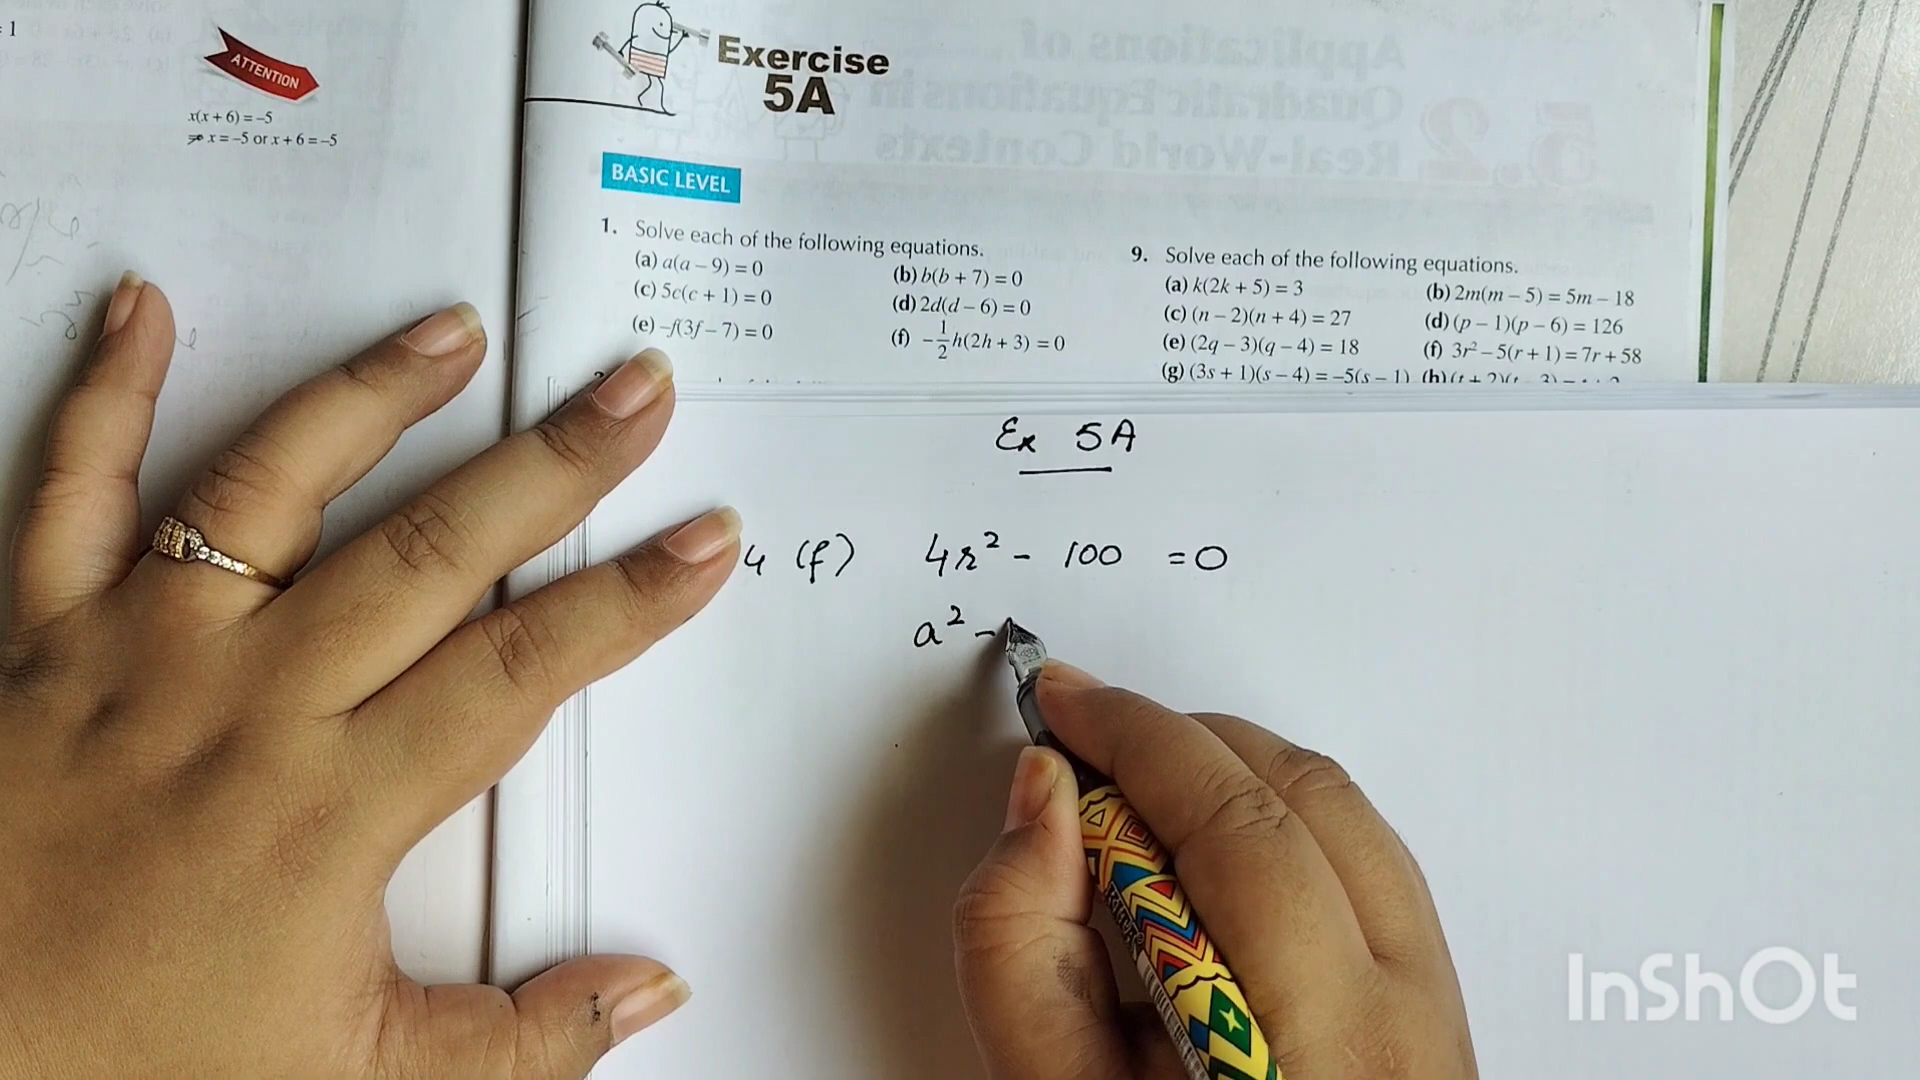 = 1
ATTENTION
x(x + 6) = –5
⇏ x = –5 or x + 6 = –5
Exercise
5A
BASIC LEVEL
1. Solve each of the following equations.
(a) a(a – 9) = 0
(b) b(b + 7) = 0
(c) 5c(c + 1) = 0
(d) 2d(d – 6) = 0
(e) –f(3f – 7) = 0
(f) –1/2 h(2h + 3) = 0
9. Solve each of the following equations.
(a) k(2k + 5) = 3
(b) 2m(m – 5) = 5m – 18
(c) (n – 2)(n + 4) = 27
(d) (p – 1)(p – 6) = 126
(e) (2q – 3)(q – 4) = 18
(f) 3r² – 5(r + 1) = 7r + 58
(g) (3s + 1)(s – 4) = –5(s – 1)
(h)
Ex 5A
4 (f) 4r² - 100 = 0
a² -
InShOt